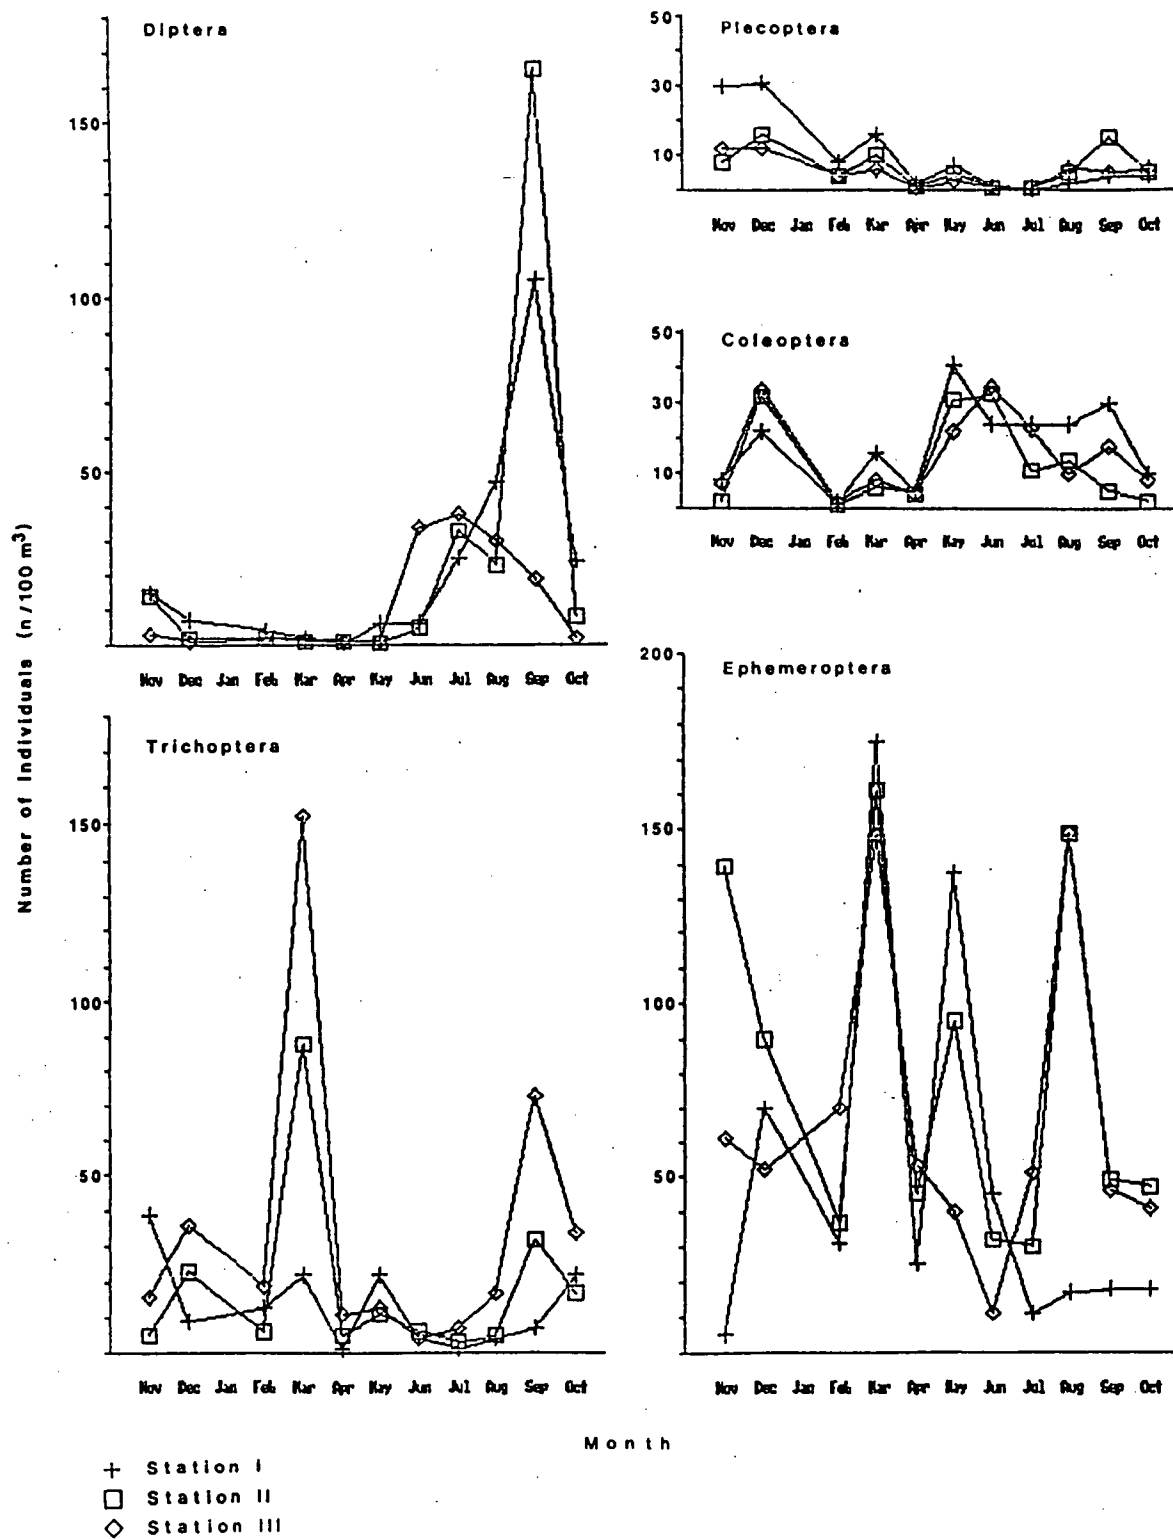 Diptera
150
100
50
Nov Dec Jan Feb Mar Apr May Jun Jul Aug Sep Oct
Plecoptera
50
30
10
Nov Dec Jan Feb Mar Apr May Jun Jul Aug Sep Oct
Coleoptera
50
30
10
Nov Dec Jan Feb Mar Apr May Jun Jul Aug Sep Oct
Number of Individuals (n/100 m³)
Trichoptera
150
100
50
Nov Dec Jan Feb Mar Apr May Jun Jul Aug Sep Oct
Ephemeroptera
200
150
100
50
Nov Dec Jan Feb Mar Apr May Jun Jul Aug Sep Oct
Month
Station I
Station II
Station III